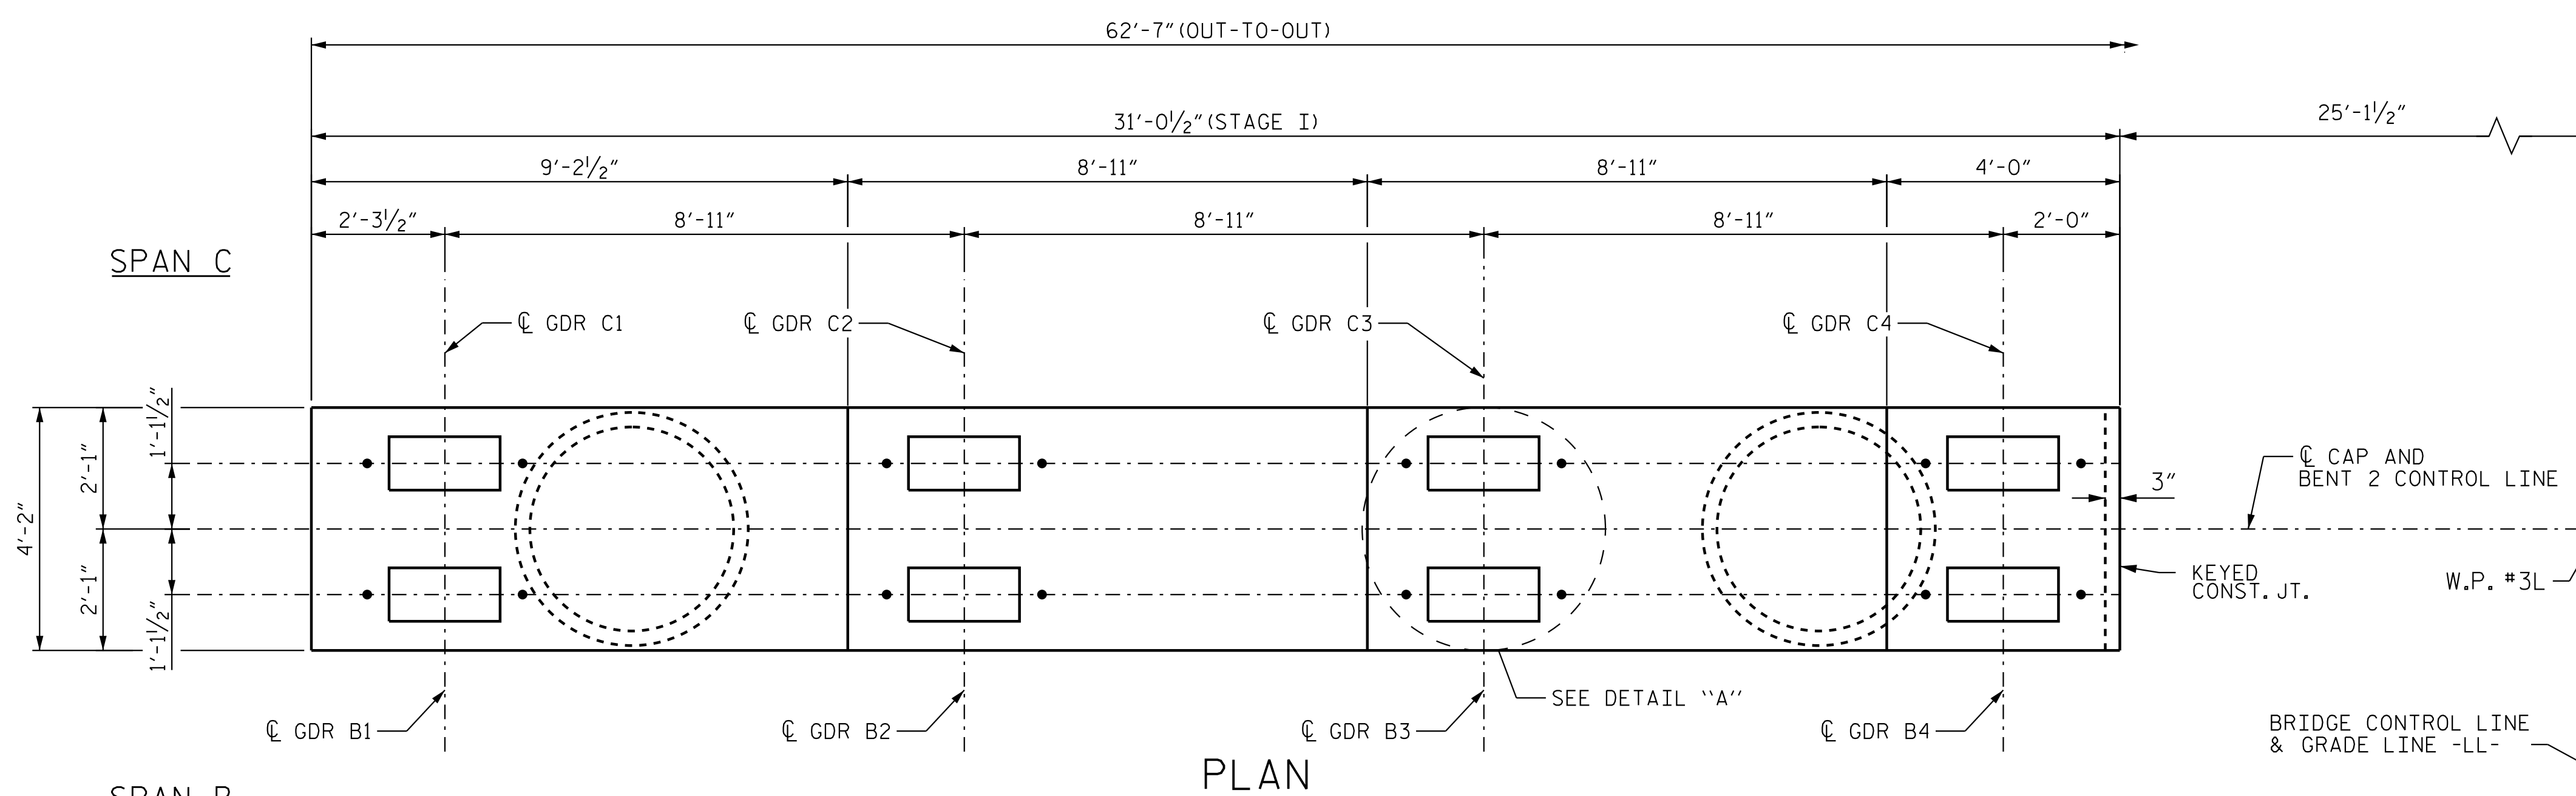 62'-7" (OUT-TO-OUT)
31'-0½" (STAGE I)
25'-1½"
9'-2½"
8'-11"
8'-11"
4'-0"
2'-3½"
8'-11"
8'-11"
8'-11"
2'-0"
SPAN C
℄ GDR C1
℄ GDR C2
℄ GDR C3
℄ GDR C4
4'-2"
2'-1"
2'-1"
1'-1½"
1'-1½"
℄ CAP AND
BENT 2 CONTROL LINE
3"
KEYED
CONST. JT.
W.P. #3L
SEE DETAIL ‘‘A’’
℄ GDR B1
℄ GDR B2
℄ GDR B3
℄ GDR B4
BRIDGE CONTROL LINE
& GRADE LINE -LL-
PLAN